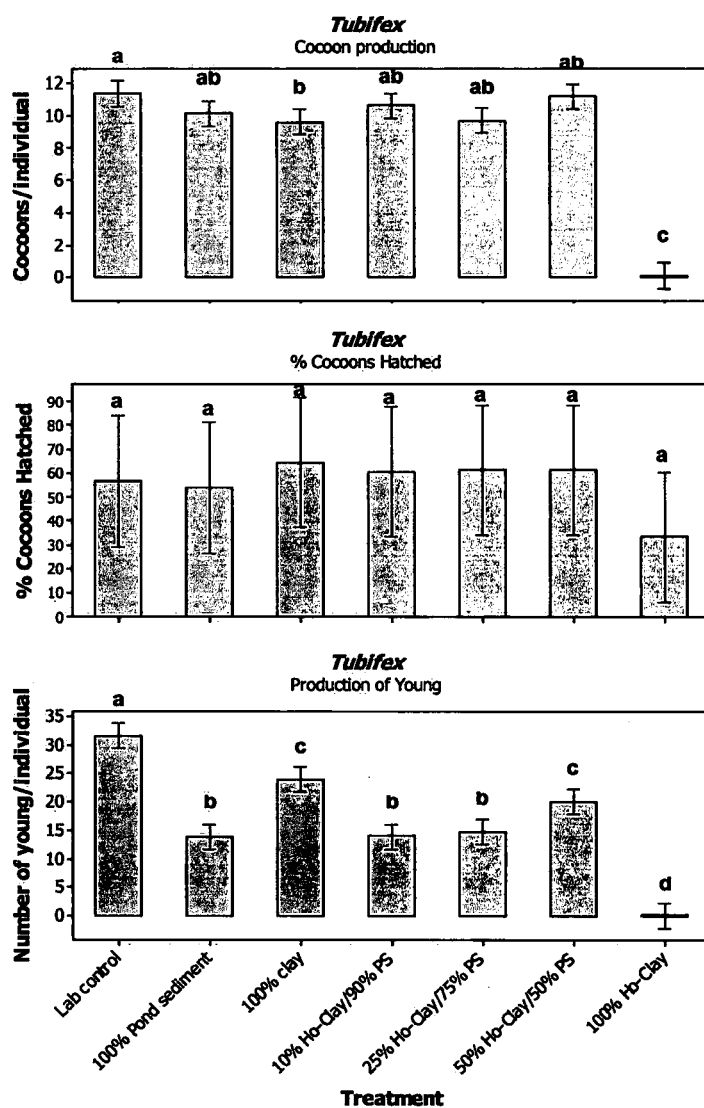 Tubifex
Cocoon production
a
ab
b
ab
ab
ab
c
12
10
8
6
4
2
0
Cocoons/individual
Tubifex
% Cocoons Hatched
a
a
a
a
a
a
a
90
80
70
60
50
40
30
20
10
0
% Cocoons Hatched
Tubifex
Production of Young
a
b
c
b
b
c
d
35
30
25
20
15
10
5
0
Number of young/individual
Lab control
100% Pond sediment
100% clay
10% Ho-Clay/90% PS
25% Ho-Clay/75% PS
50% Ho-Clay/50% PS
100% Ho-Clay
Treatment